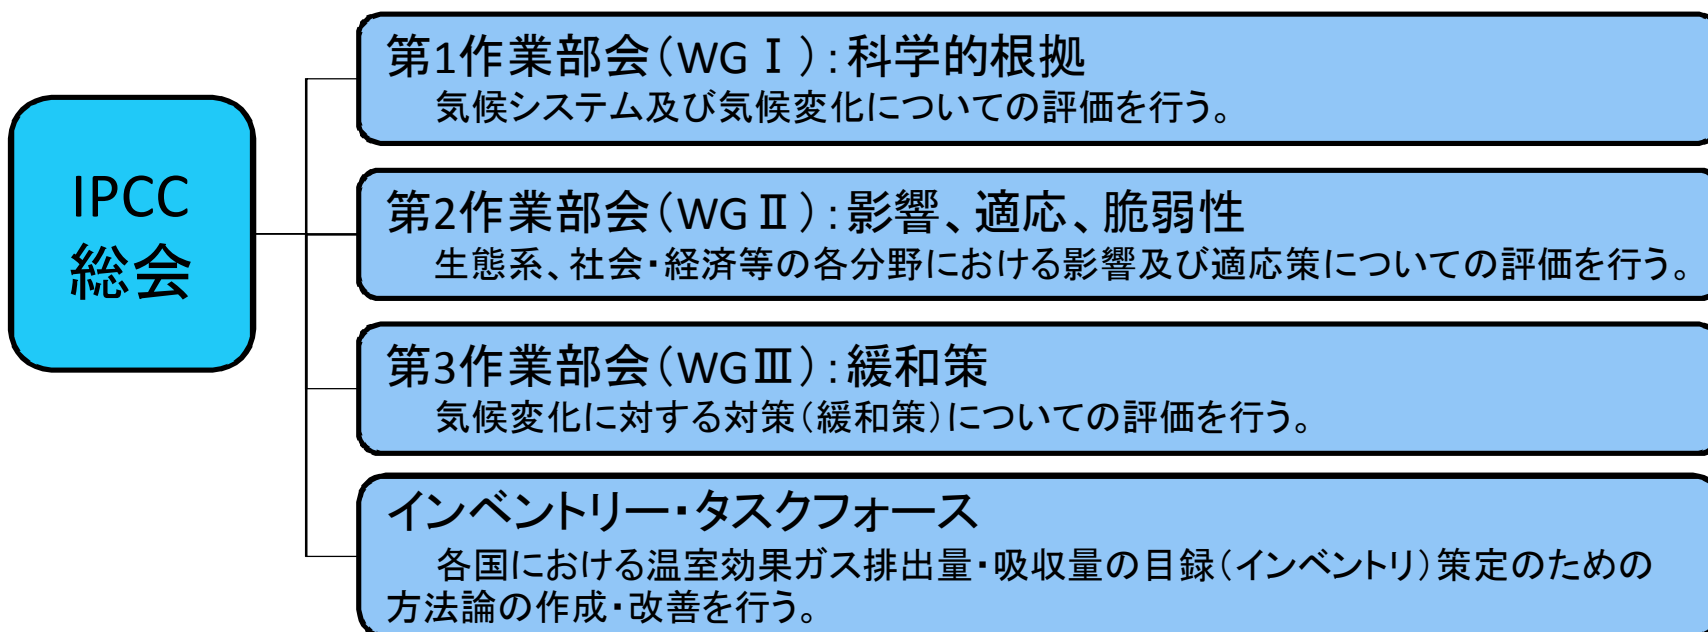 IPCC
総会
第1作業部会(WGⅠ):科学的根拠
気候システム及び気候変化についての評価を行う。
第2作業部会(WGⅡ):影響、適応、脆弱性
生態系、社会・経済等の各分野における影響及び適応策についての評価を行う。
第3作業部会(WGⅢ):緩和策
気候変化に対する対策(緩和策)についての評価を行う。
インベントリー・タスクフォース
各国における温室効果ガス排出量・吸収量の目録(インベントリ)策定のための
方法論の作成・改善を行う。